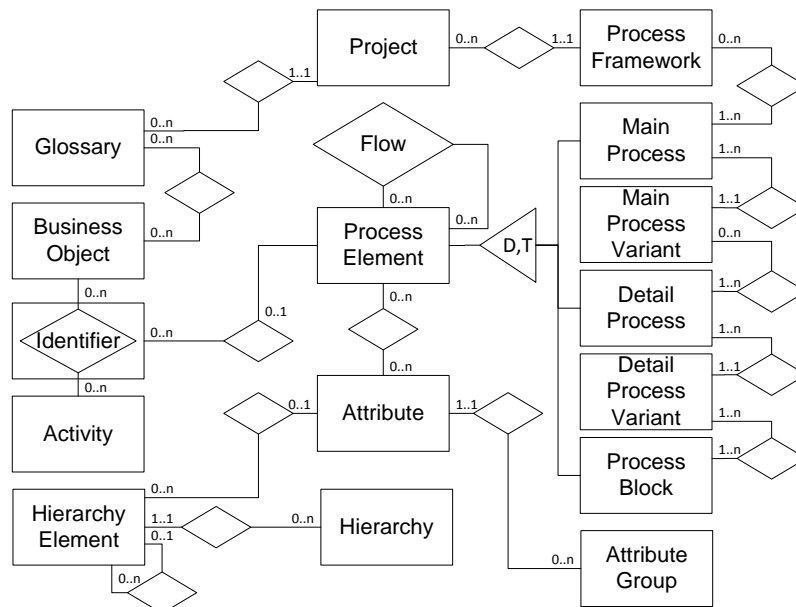 Project
0..n
1..1
Process
Framework
0..n
1..1
0..n
0..n
Glossary
Flow
1..n
Main
Process
1..n
Business
Object
0..n
0..n
0..n
Process
Element
D,T
Main
Process
Variant
1..1
0..n
0..n
0..1
0..n
Identifier
0..n
Detail
Process
1..n
1..n
0..n
0..n
Activity
0..1
Attribute
1..1
Detail
Process
Variant
1..1
1..n
0..n
Process
Block
1..n
Hierarchy
Element
1..1
0..1
0..n
0..n
Hierarchy
0..n
Attribute
Group